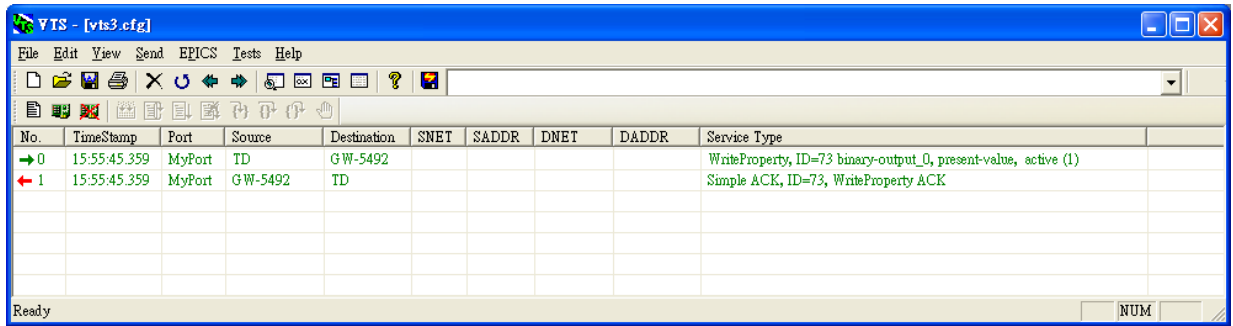 VTS - [vts3.cfg]
File Edit View Send EPICS Tests Help
No. TimeStamp Port Source Destination SNET SADDR DNET DADDR Service Type
0 15:55:45.359 MyPort TD GW-5492 WriteProperty, ID=73 binary-output_0, present-value, active (1)
1 15:55:45.359 MyPort GW-5492 TD Simple ACK, ID=73, WriteProperty ACK
Ready NUM